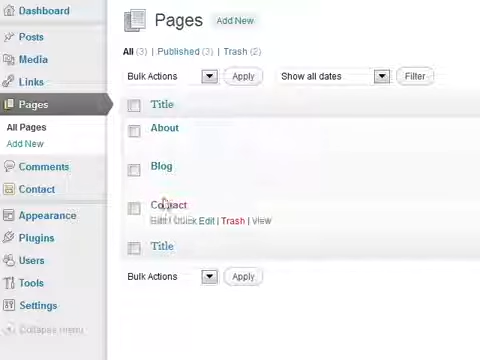 Dashboard
Posts
Media
Links
Pages
All Pages
Add New
Comments
Contact
Appearance
Plugins
Users
Tools
Settings
Collapse menu
Pages Add New
All (3) | Published (3) | Trash (2)
Bulk Actions Apply Show all dates Filter
Title
About
Blog
Contact
Edit | Quick Edit | Trash | View
Title
Bulk Actions Apply